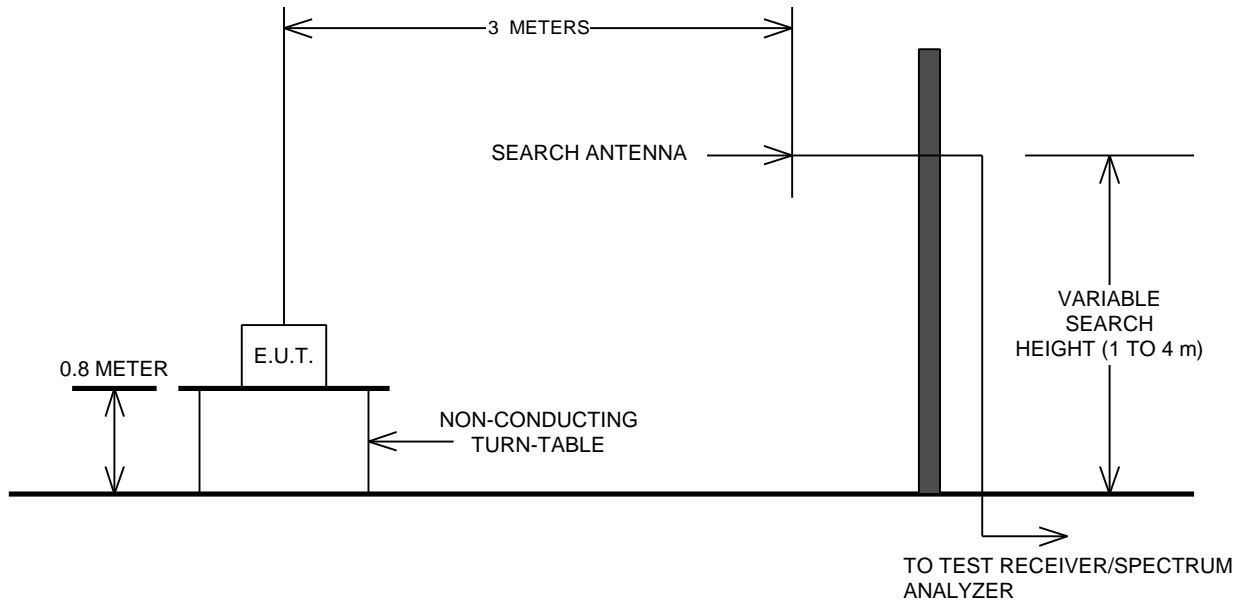 3 METERS
SEARCH ANTENNA
VARIABLE
SEARCH
HEIGHT (1 TO 4 m)
E.U.T.
0.8 METER
NON-CONDUCTING
TURN-TABLE
TO TEST RECEIVER/SPECTRUM
ANALYZER